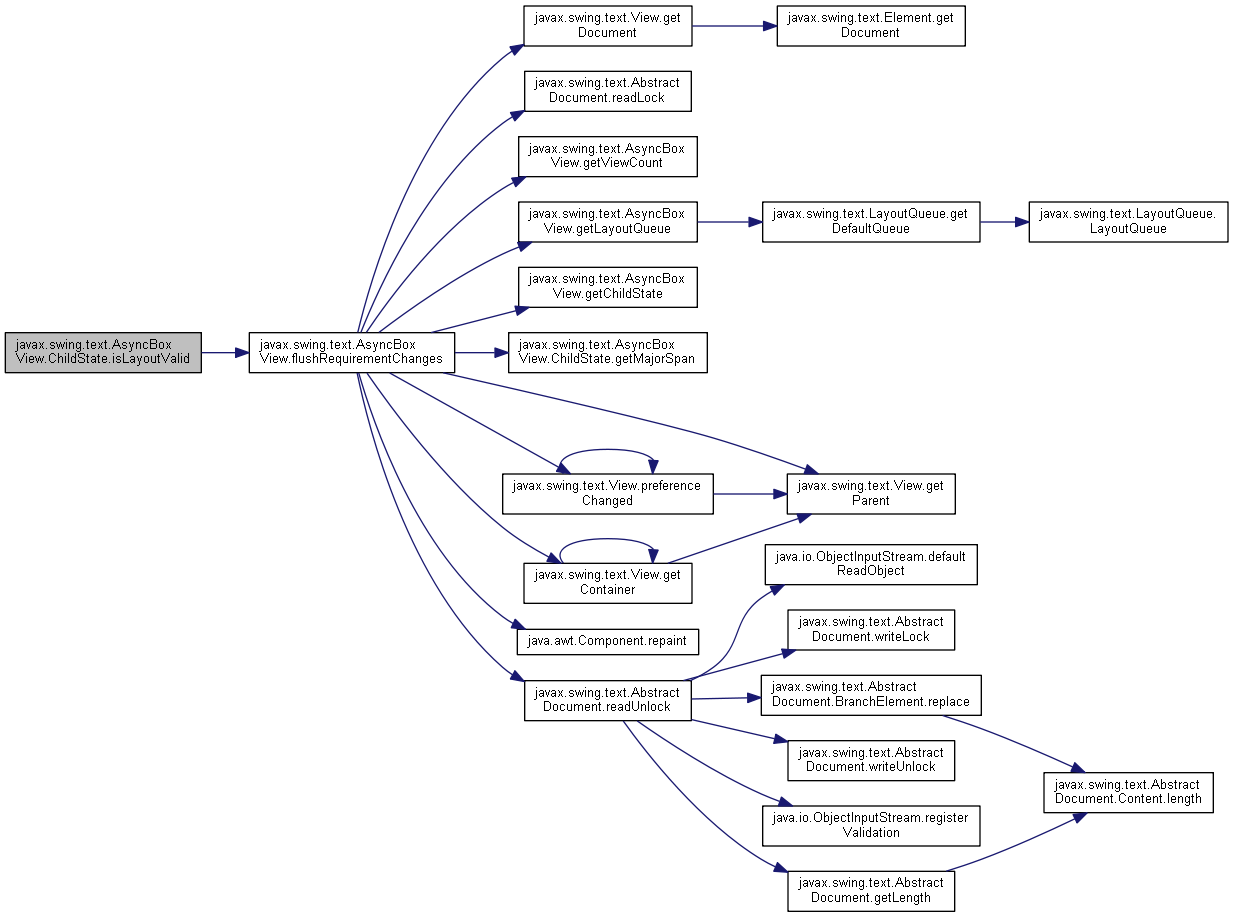 javax.swing.text.View.get
Document
javax.swing.text.Element.get
Document
javax.swing.text.Abstract
Document.readLock
javax.swing.text.AsyncBox
View.getViewCount
javax.swing.text.AsyncBox
View.getLayoutQueue
javax.swing.text.LayoutQueue.get
DefaultQueue
javax.swing.text.LayoutQueue.
LayoutQueue
javax.swing.text.AsyncBox
View.getChildState
javax.swing.text.AsyncBox
View.ChildState.isLayoutValid
javax.swing.text.AsyncBox
View.flushRequirementChanges
javax.swing.text.AsyncBox
View.ChildState.getMajorSpan
javax.swing.text.View.preference
Changed
javax.swing.text.View.get
Parent
javax.swing.text.View.get
Container
java.io.ObjectInputStream.default
ReadObject
javax.swing.text.Abstract
Document.writeLock
java.awt.Component.repaint
javax.swing.text.Abstract
Document.readUnlock
javax.swing.text.Abstract
Document.BranchElement.replace
javax.swing.text.Abstract
Document.writeUnlock
javax.swing.text.Abstract
Document.Content.length
java.io.ObjectInputStream.register
Validation
javax.swing.text.Abstract
Document.getLength